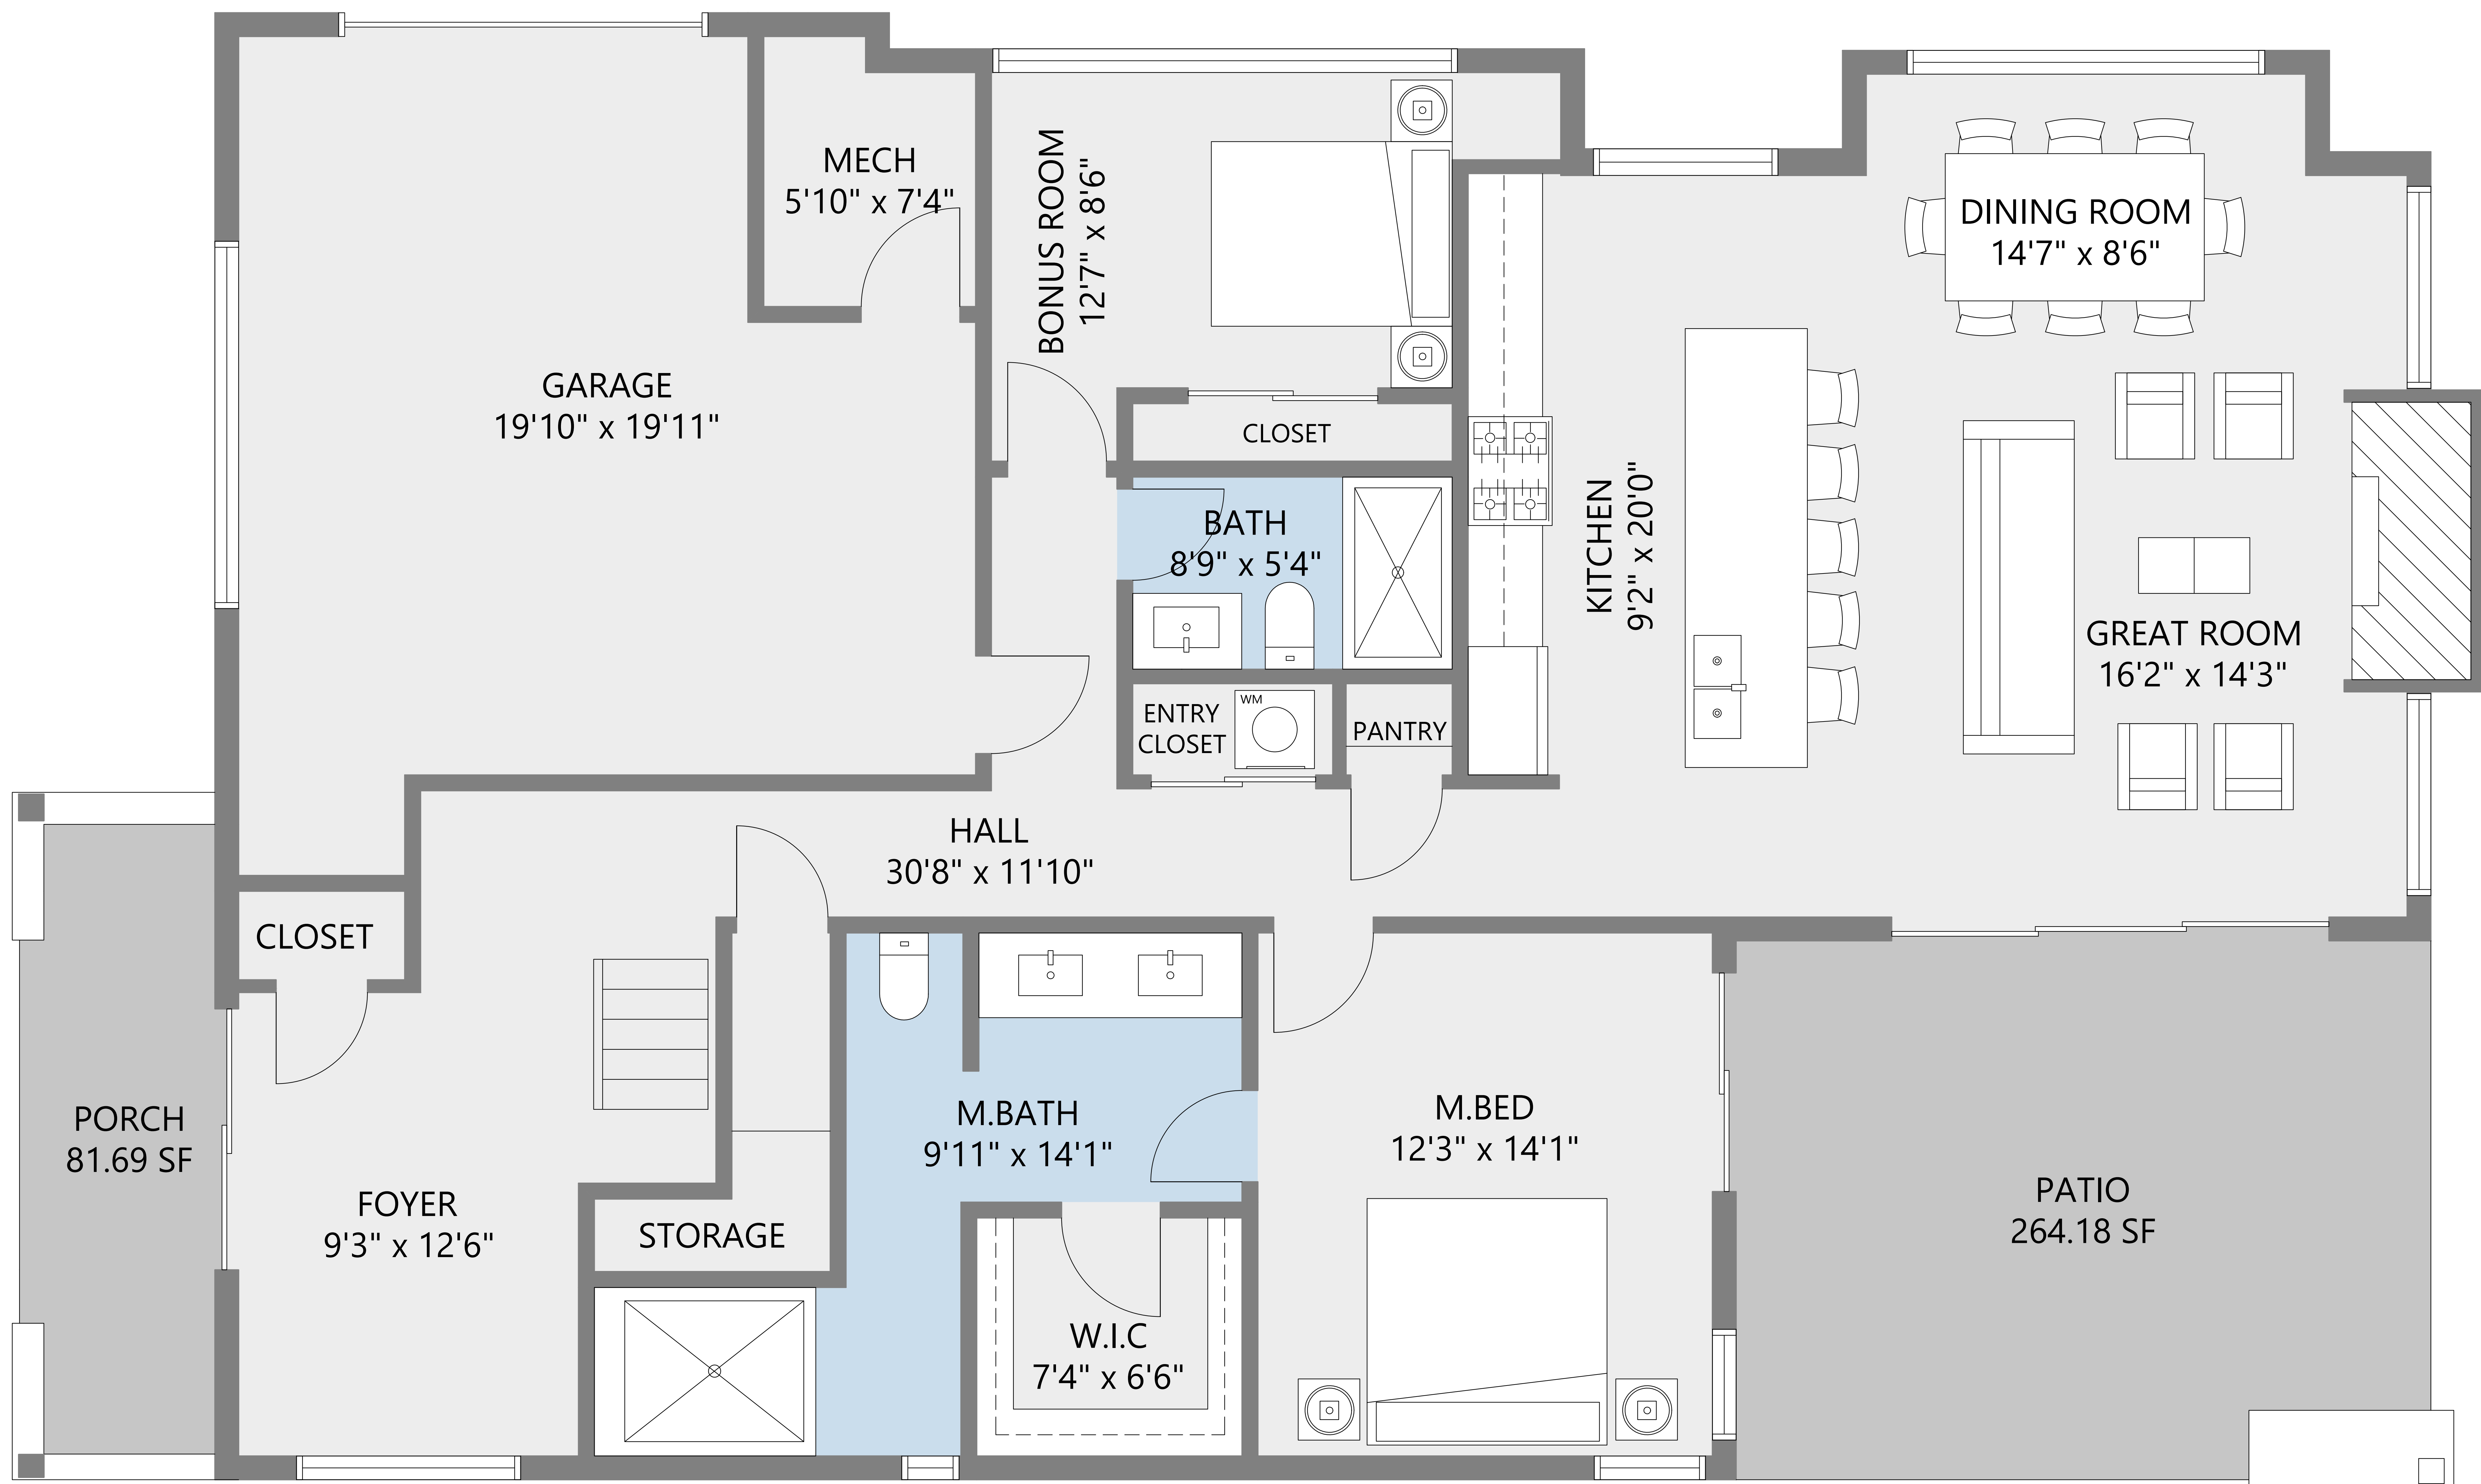 MECH
5'10" x 7'4"
BONUS ROOM
12'7" x 8'6"
DINING ROOM
14'7" x 8'6"
GARAGE
19'10" x 19'11"
CLOSET
BATH
8'9" x 5'4"
KITCHEN
9'2" x 20'0"
GREAT ROOM
16'2" x 14'3"
ENTRY
CLOSET
WM
PANTRY
HALL
30'8" x 11'10"
CLOSET
PORCH
81.69 SF
FOYER
9'3" x 12'6"
STORAGE
M.BATH
9'11" x 14'1"
M.BED
12'3" x 14'1"
W.I.C
7'4" x 6'6"
PATIO
264.18 SF